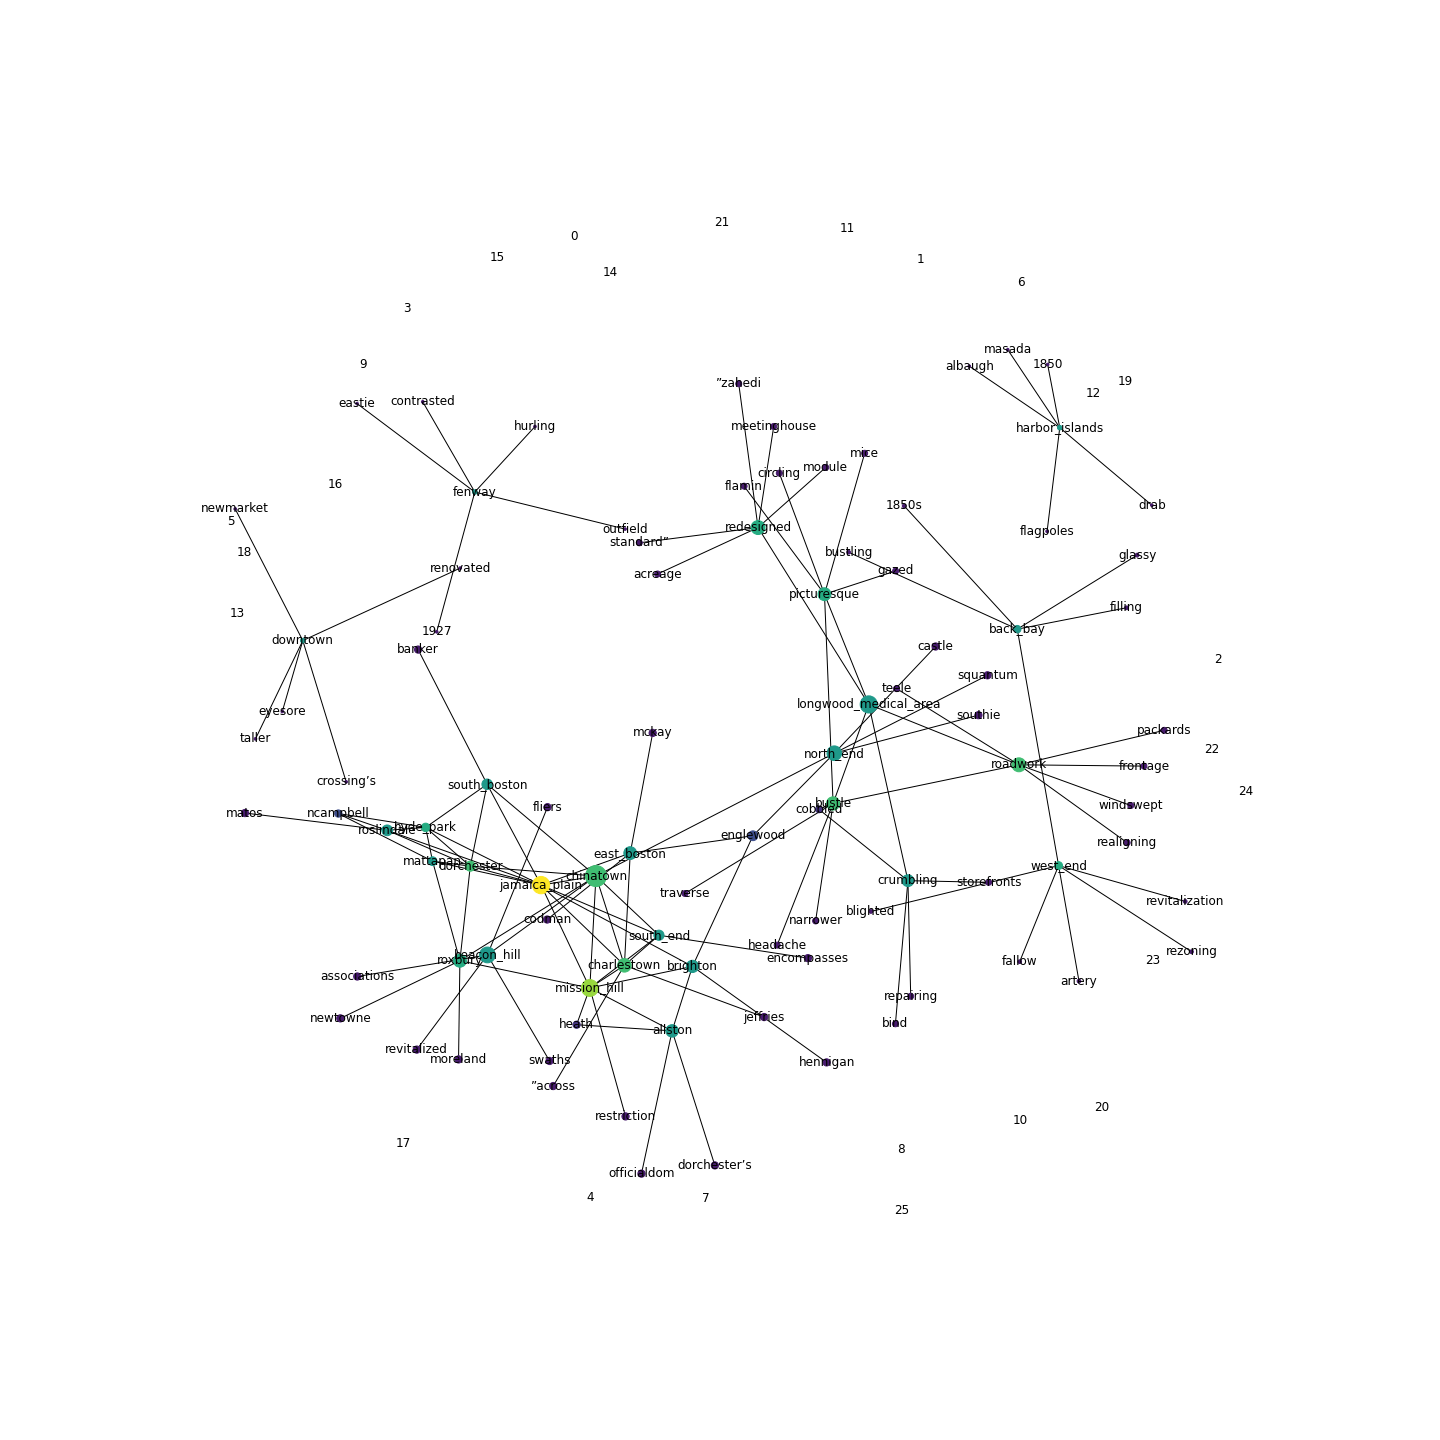 21
11
0
15
1
14
6
3
masada
9
1850
albaugh
19
”zabedi
12
contrasted
eastie
hurling
meetinghouse
harbor_islands
mice
module
circling
16
flamin
fenway
1850s
drab
newmarket
5
redesigned
outfield
flagpoles
standard”
18
bustling
glassy
renovated
gazed
acreage
picturesque
filling
13
1927
back_bay
downtown
castle
banker
2
squantum
teele
longwood_medical_area
eyesore
southie
packards
mckay
taller
22
north_end
roadwork
frontage
crossing’s
south_boston
24
bustle
windswept
fliers
cobbled
matos
ncampbell
hyde_park
roslindale
englewood
realigning
east_boston
mattapan
dorchester
west_end
chinatown
crumbling
storefronts
jamaica_plain
traverse
revitalization
blighted
codman
narrower
south_end
headache
rezoning
beacon_hill
encompasses
roxbury
23
fallow
charlestown
brighton
associations
artery
mission_hill
repairing
newtowne
jeffries
heath
bind
allston
revitalized
moreland
swaths
hennigan
”across
20
restriction
10
17
8
dorchester’s
officialdom
4
7
25